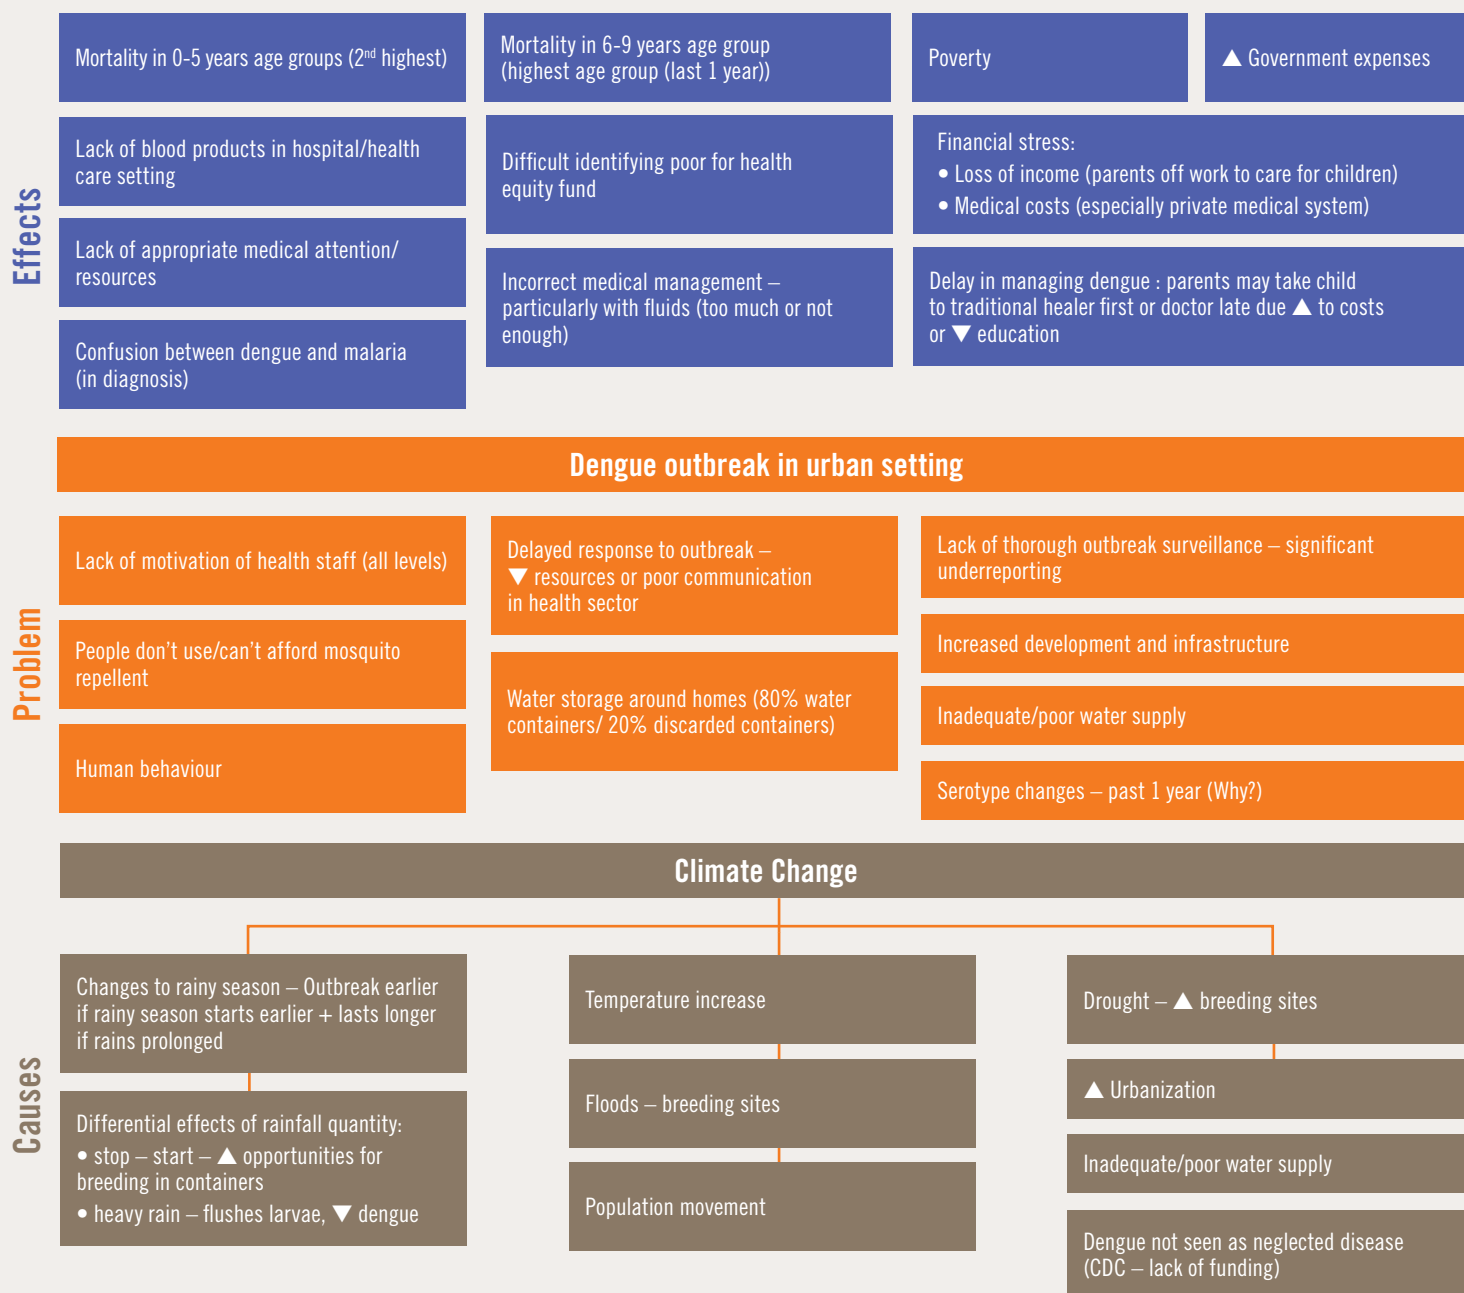 Effects
Mortality in 0-5 years age groups (2nd highest)
Mortality in 6-9 years age group
(highest age group (last 1 year))
Poverty
▲ Government expenses
Lack of blood products in hospital/health
care setting
Difficult identifying poor for health
equity fund
Financial stress:
• Loss of income (parents off work to care for children)
• Medical costs (especially private medical system)
Lack of appropriate medical attention/
resources
Incorrect medical management –
particularly with fluids (too much or not
enough)
Delay in managing dengue : parents may take child
to traditional healer first or doctor late due ▲ to costs
or ▼ education
Confusion between dengue and malaria
(in diagnosis)
Dengue outbreak in urban setting
Problem
Lack of motivation of health staff (all levels)
People don't use/can't afford mosquito
repellent
Human behaviour
Delayed response to outbreak –
▼ resources or poor communication
in health sector
Water storage around homes (80% water
containers/ 20% discarded containers)
Lack of thorough outbreak surveillance – significant
underreporting
Increased development and infrastructure
Inadequate/poor water supply
Serotype changes – past 1 year (Why?)
Climate Change
Causes
Changes to rainy season – Outbreak earlier
if rainy season starts earlier + lasts longer
if rains prolonged
Differential effects of rainfall quantity:
• stop – start – ▲ opportunities for
breeding in containers
• heavy rain – flushes larvae, ▼ dengue
Temperature increase
Floods – breeding sites
Population movement
Drought – ▲ breeding sites
▲ Urbanization
Inadequate/poor water supply
Dengue not seen as neglected disease
(CDC – lack of funding)